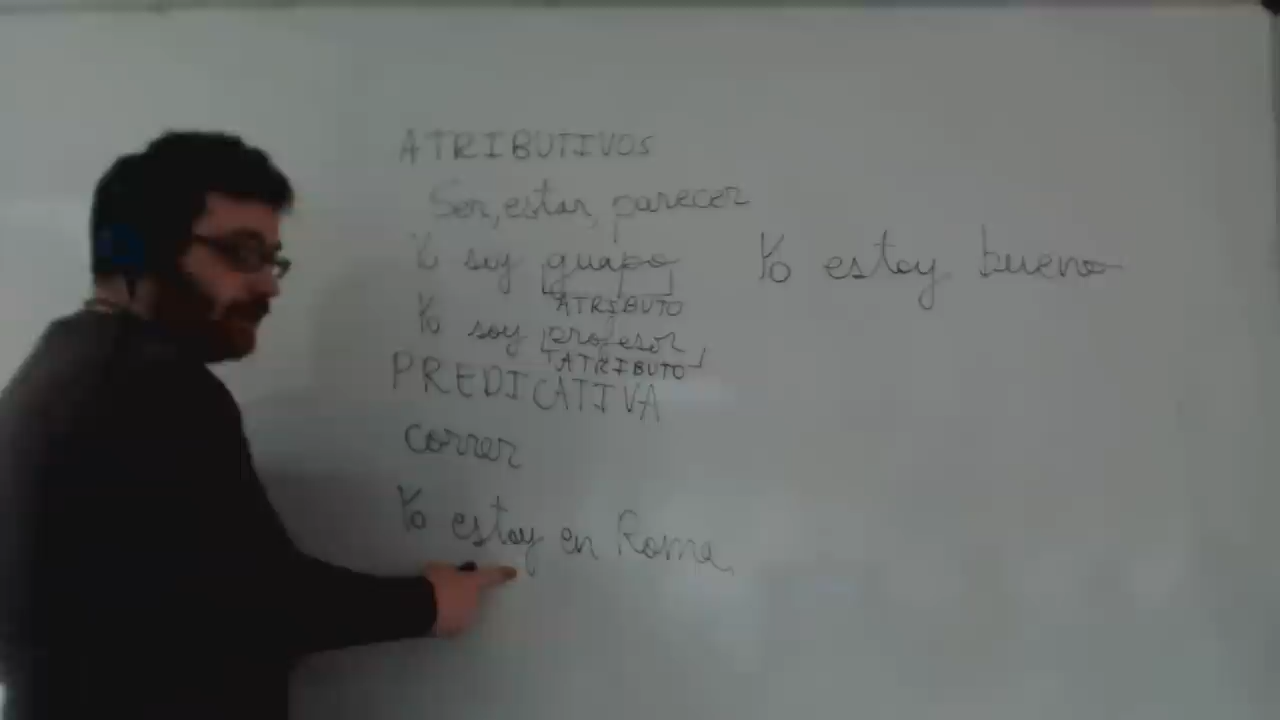 ATRIBUTIVOS
Ser, estar, parecer
Yo soy guapo
ATRIBUTO
Yo estoy bueno
Yo soy profesor
ATRIBUTO
PREDICATIVA
correr
Yo estoy en Roma.